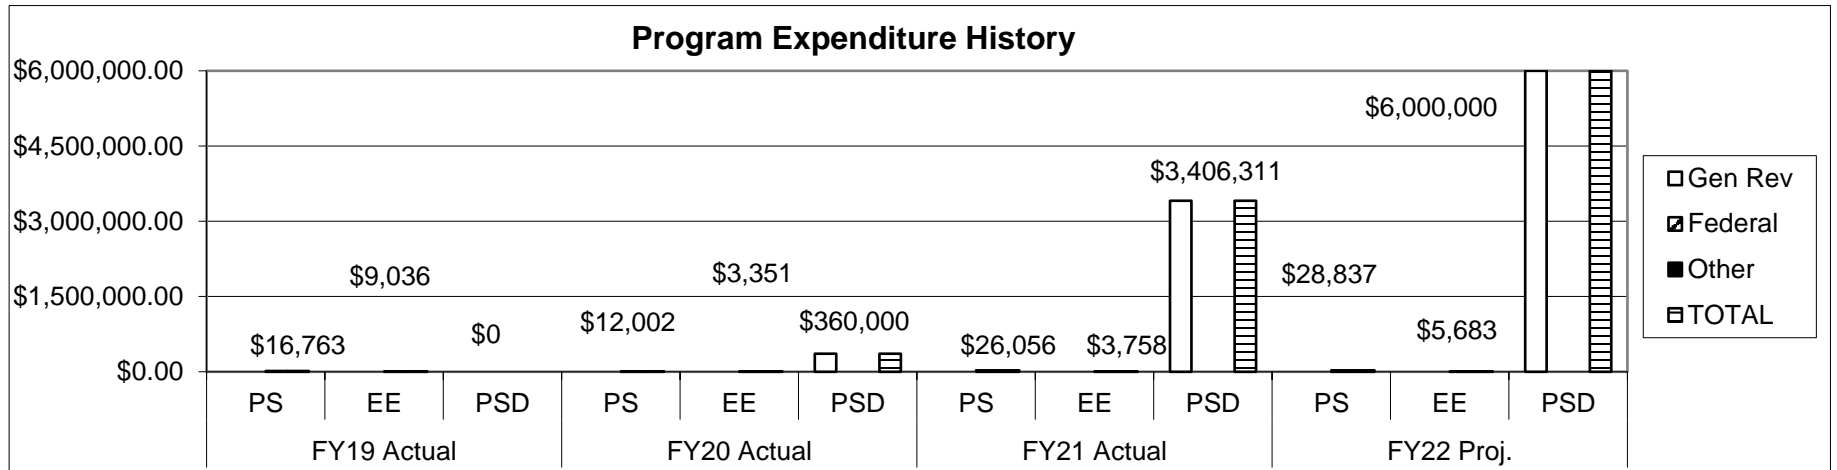 Program Expenditure History
$6,000,000.00
$4,500,000.00
$3,000,000.00
$1,500,000.00
$0.00
$16,763
$9,036
$0
$12,002
$3,351
$360,000
$26,056
$3,758
$3,406,311
$28,837
$5,683
$6,000,000
PS EE PSD PS EE PSD PS EE PSD PS EE PSD
FY19 Actual FY20 Actual FY21 Actual FY22 Proj.
Gen Rev
Federal
Other
TOTAL